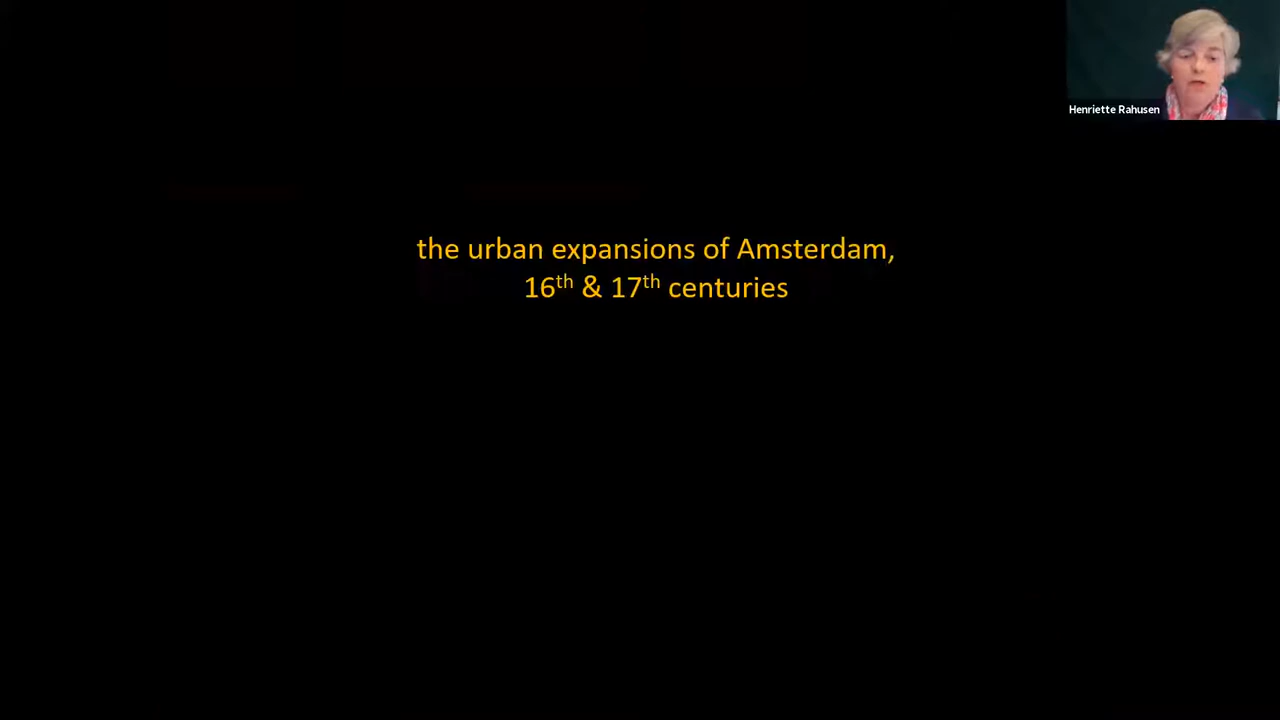 Henriette Rahusen
the urban expansions of Amsterdam,
16th & 17th centuries